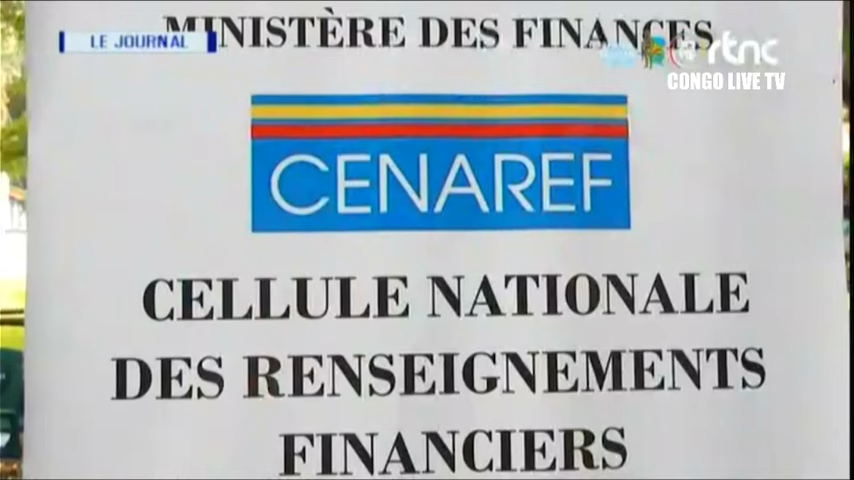 MINISTÈRE DES FINANCES
LE JOURNAL
rtnc
CONGO LIVE TV
CENAREF
CELLULE NATIONALE
DES RENSEIGNEMENTS
FINANCIERS